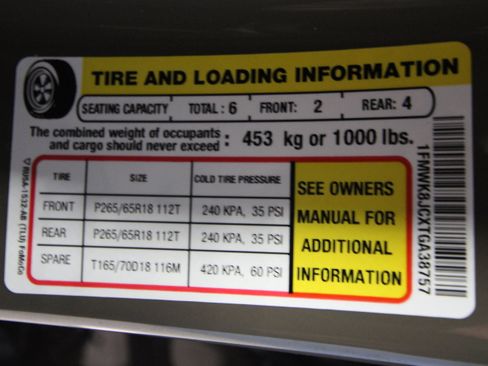 TIRE AND LOADING INFORMATION
SEATING CAPACITY TOTAL: 6 FRONT: 2 REAR: 4
The combined weight of occupants and cargo should never exceed : 453 kg or 1000 lbs.
TIRE SIZE COLD TIRE PRESSURE
FRONT P265/65R18 112T 240 KPA, 35 PSI
REAR P265/65R18 112T 240 KPA, 35 PSI
SPARE T165/70D18 116M 420 KPA, 60 PSI
SEE OWNERS
MANUAL FOR
ADDITIONAL
INFORMATION
1FMWK8JCXTGA38757
(TLU) FoMoCo